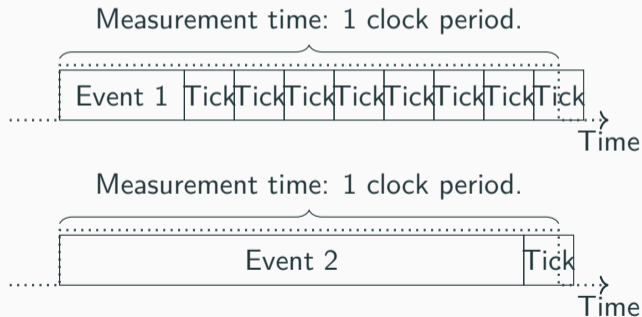 Measurement time: 1 clock period.
Event 1 Tick Tick Tick Tick Tick Tick Tick Tick
Time
Measurement time: 1 clock period.
Event 2 Tick
Time